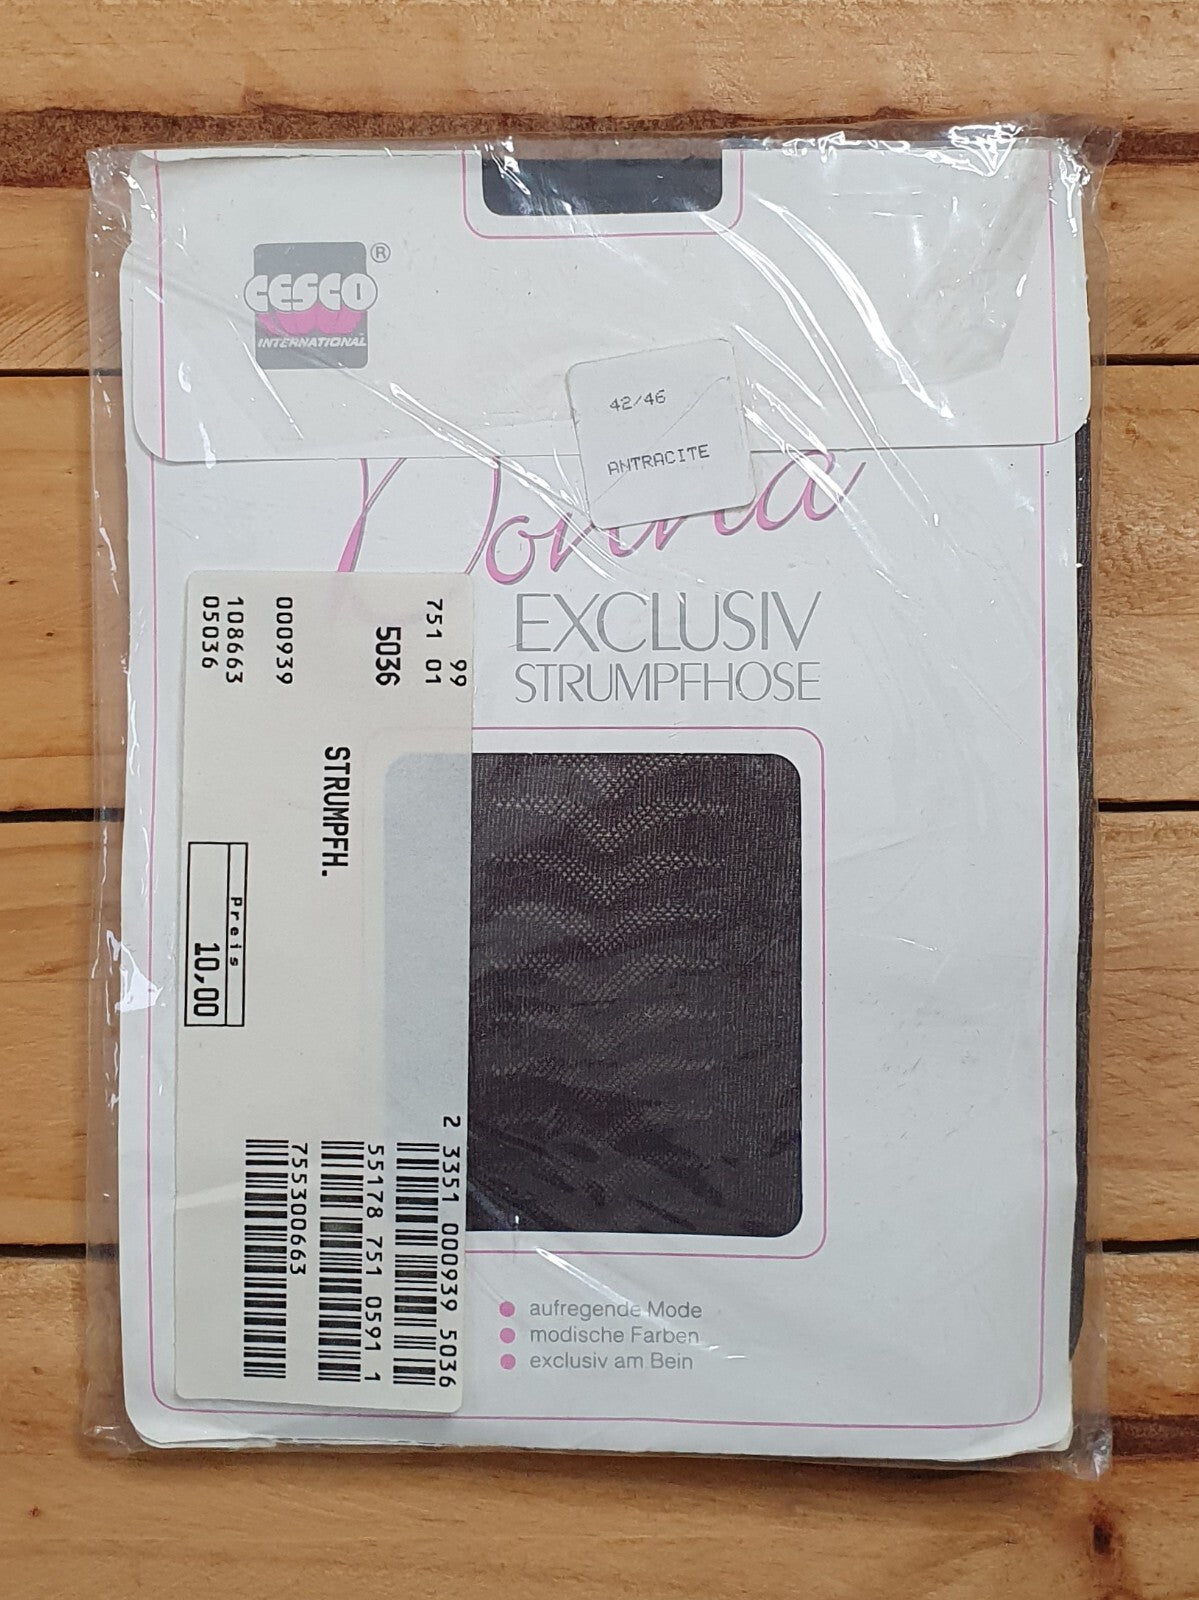 CESCO
®
INTERNATIONAL
42/46
ANTRACITE
Donna
EXCLUSIV
STRUMPFHOSE
99
751 01
5036
STRUMPFH.
000939
108663
05036
Preis
10,00
2 3351 000939 5036
55178 751 0591 1
755300663
aufregende Mode
modische Farben
exclusiv am Bein